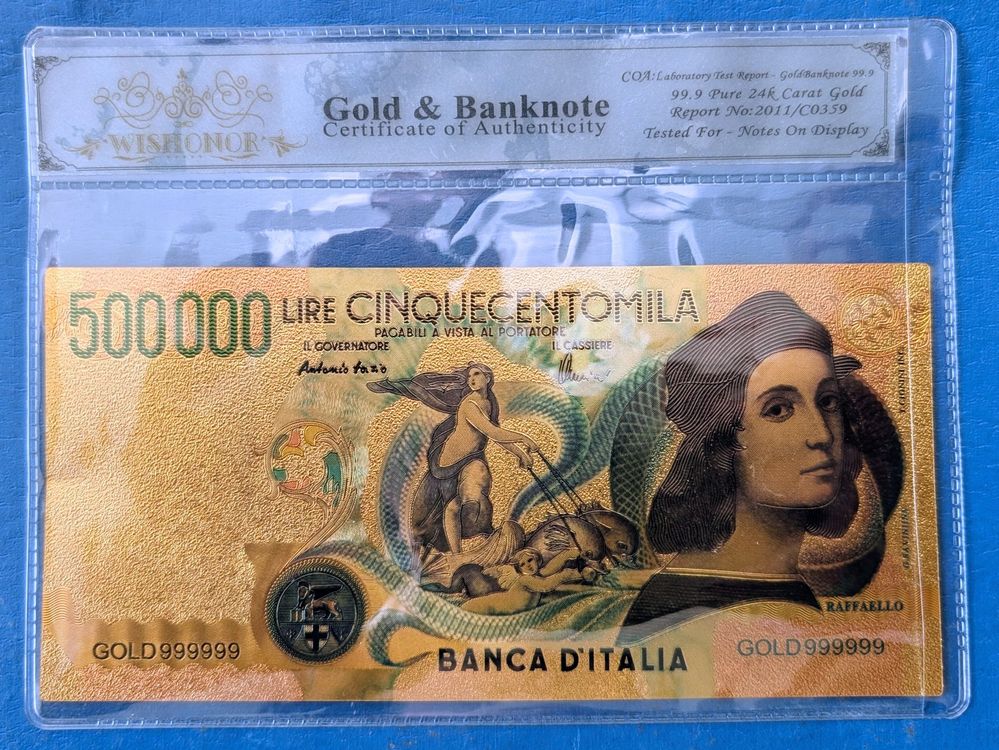 WISHONOR
Gold & Banknote
Certificate of Authenticity
COA: Laboratory Test Report - GoldBanknote 99.9
99.9 Pure 24k Carat Gold
Report No:2011/C0359
Tested For - Notes On Display
500000 LIRE CINQUECENTOMILA
PAGABILI A VISTA AL PORTATORE
IL GOVERNATORE
IL CASSIERE
Antonio Fazio
RAFFAELLO
GOLD999999
GOLD999999
BANCA D'ITALIA